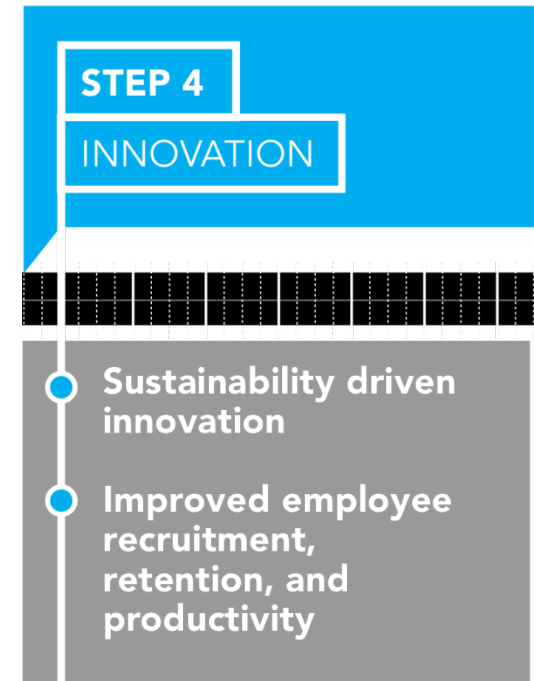 STEP 4
INNOVATION
Sustainability driven
innovation
Improved employee
recruitment,
retention, and
productivity